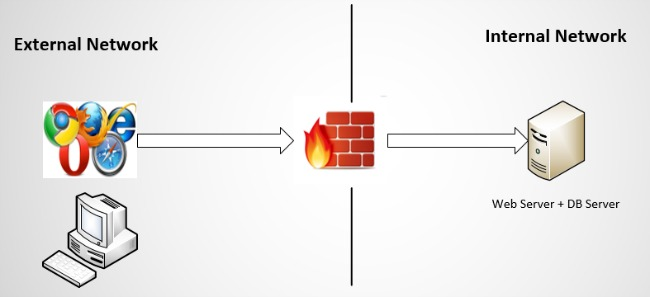 External Network
Internal Network
Web Server + DB Server